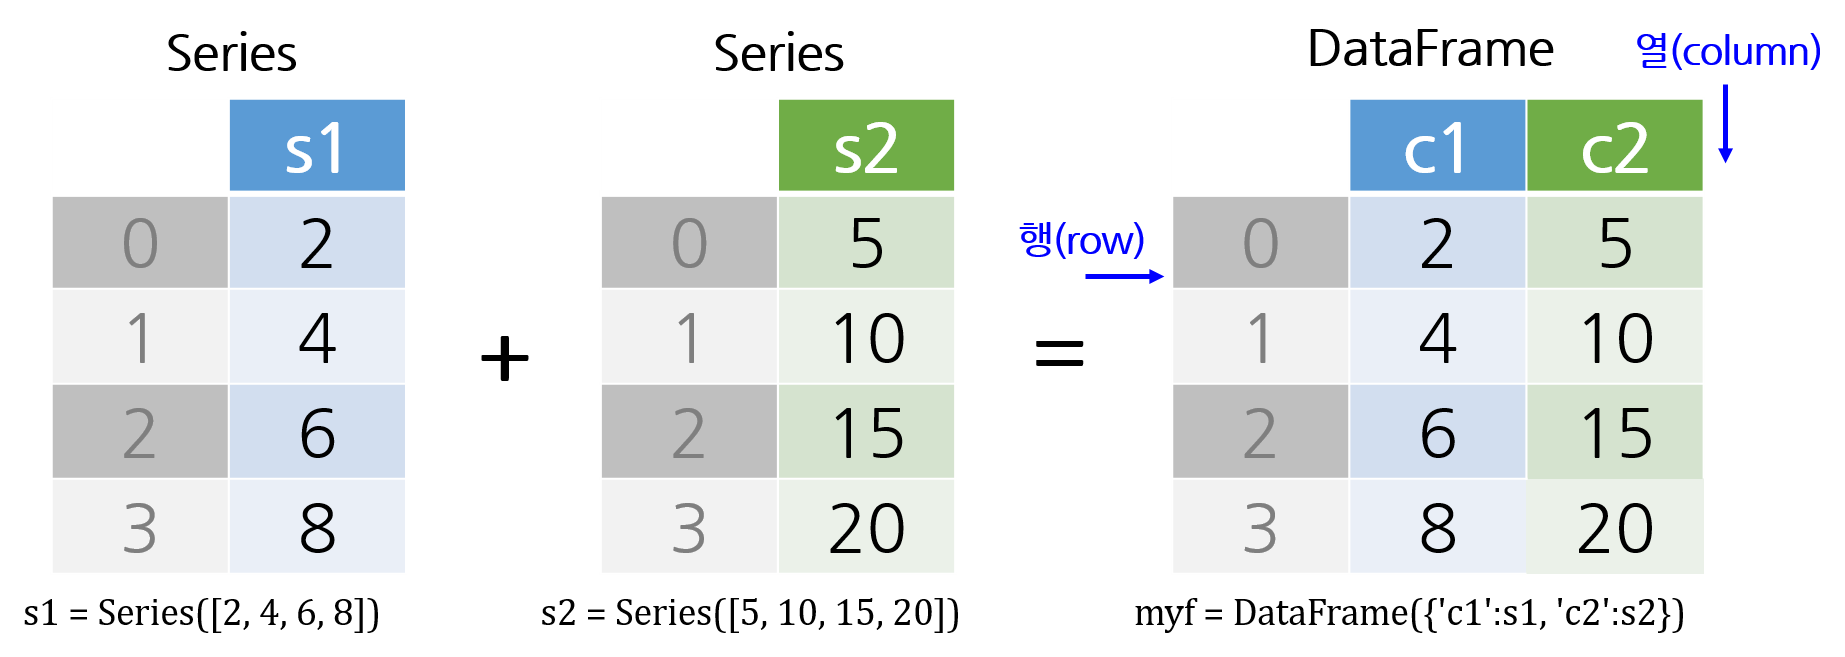 Series
s1
0 2
1 4
2 6
3 8
s1 = Series([2, 4, 6, 8])
+
Series
s2
0 5
1 10
2 15
3 20
s2 = Series([5, 10, 15, 20])
=
DataFrame
열(column)
행(row)
c1 c2
0 2 5
1 4 10
2 6 15
3 8 20
myf = DataFrame({'c1':s1, 'c2':s2})